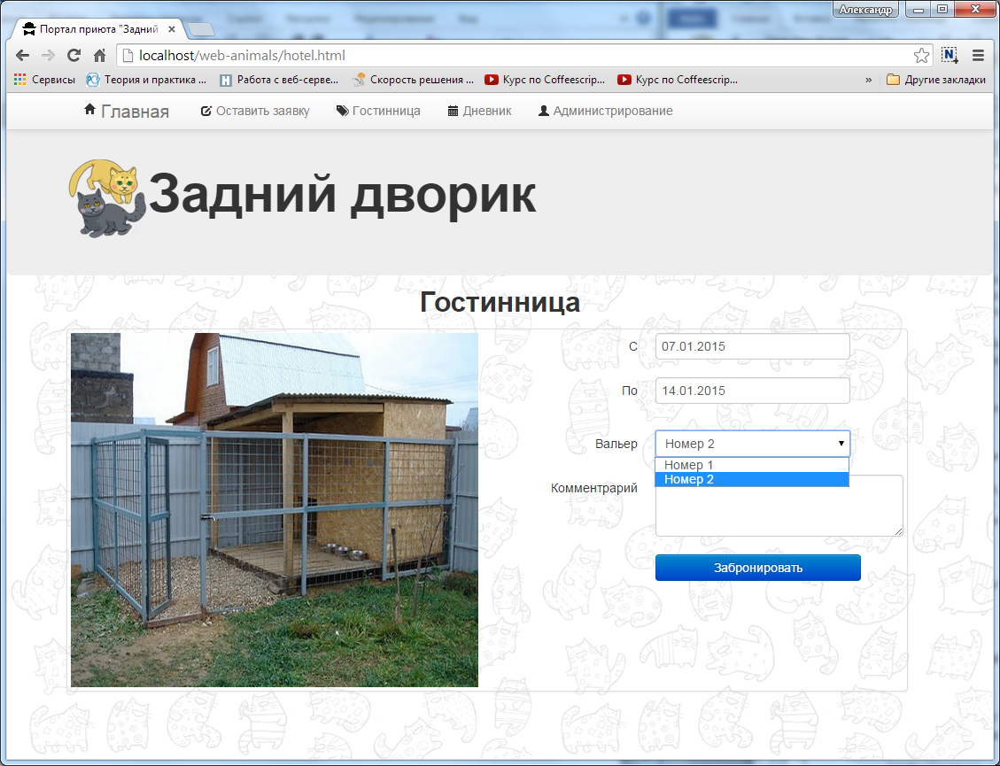 Александр
Портал приюта "Задний
localhost/web-animals/hotel.html
Сервисы Теория и практика ... Работа с веб-серве... Скорость решения ... Курс по Coffeescrip... Курс по Coffeescrip... » Другие закладки
Главная Оставить заявку Гостинница Дневник Администрирование
Задний дворик
Гостинница
С 07.01.2015
По 14.01.2015
Вальер Номер 2
Номер 1
Номер 2
Комментрарий
Забронировать